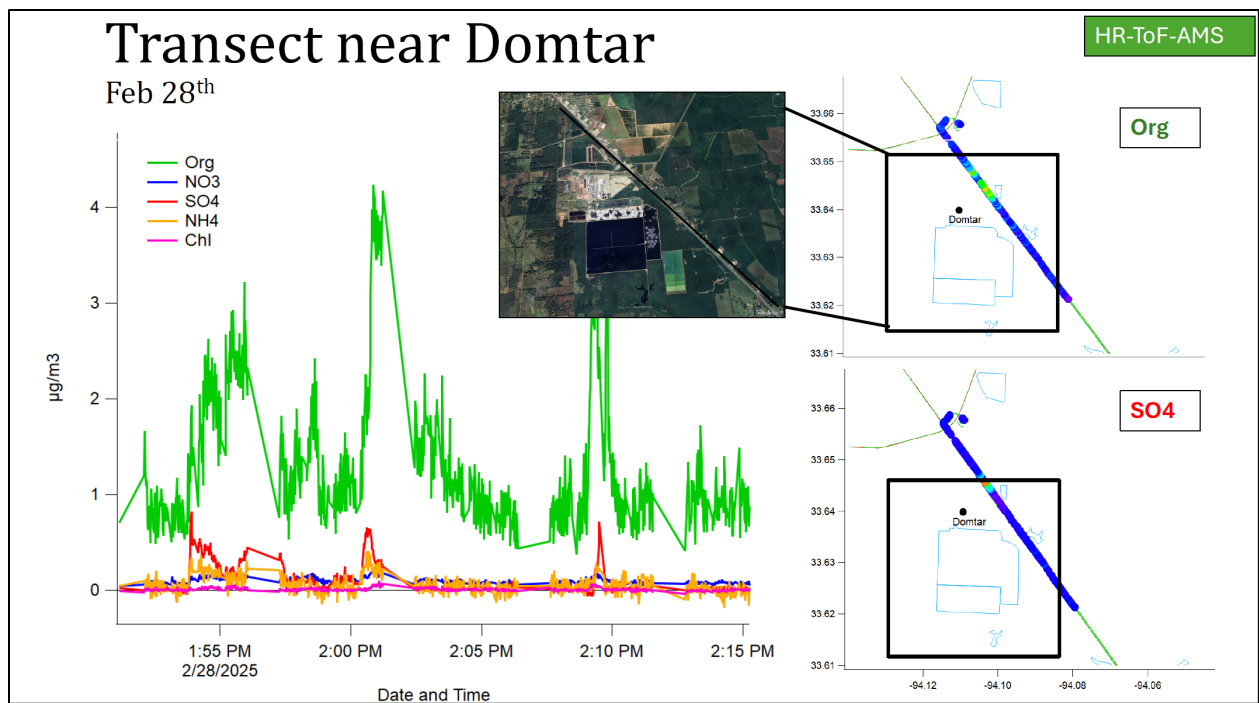 Transect near Domtar
Feb 28th
HR-ToF-AMS
Org
NO3
SO4
NH4
Chl
4
3
2
1
0
µg/m3
1:55 PM
2:00 PM
2:05 PM
2:10 PM
2:15 PM
2/28/2025
Date and Time
33.66
33.65
33.64
33.63
33.62
33.61
Domtar
Org
33.66
33.65
33.64
33.63
33.62
33.61
Domtar
-94.12
-94.10
-94.08
-94.06
SO4